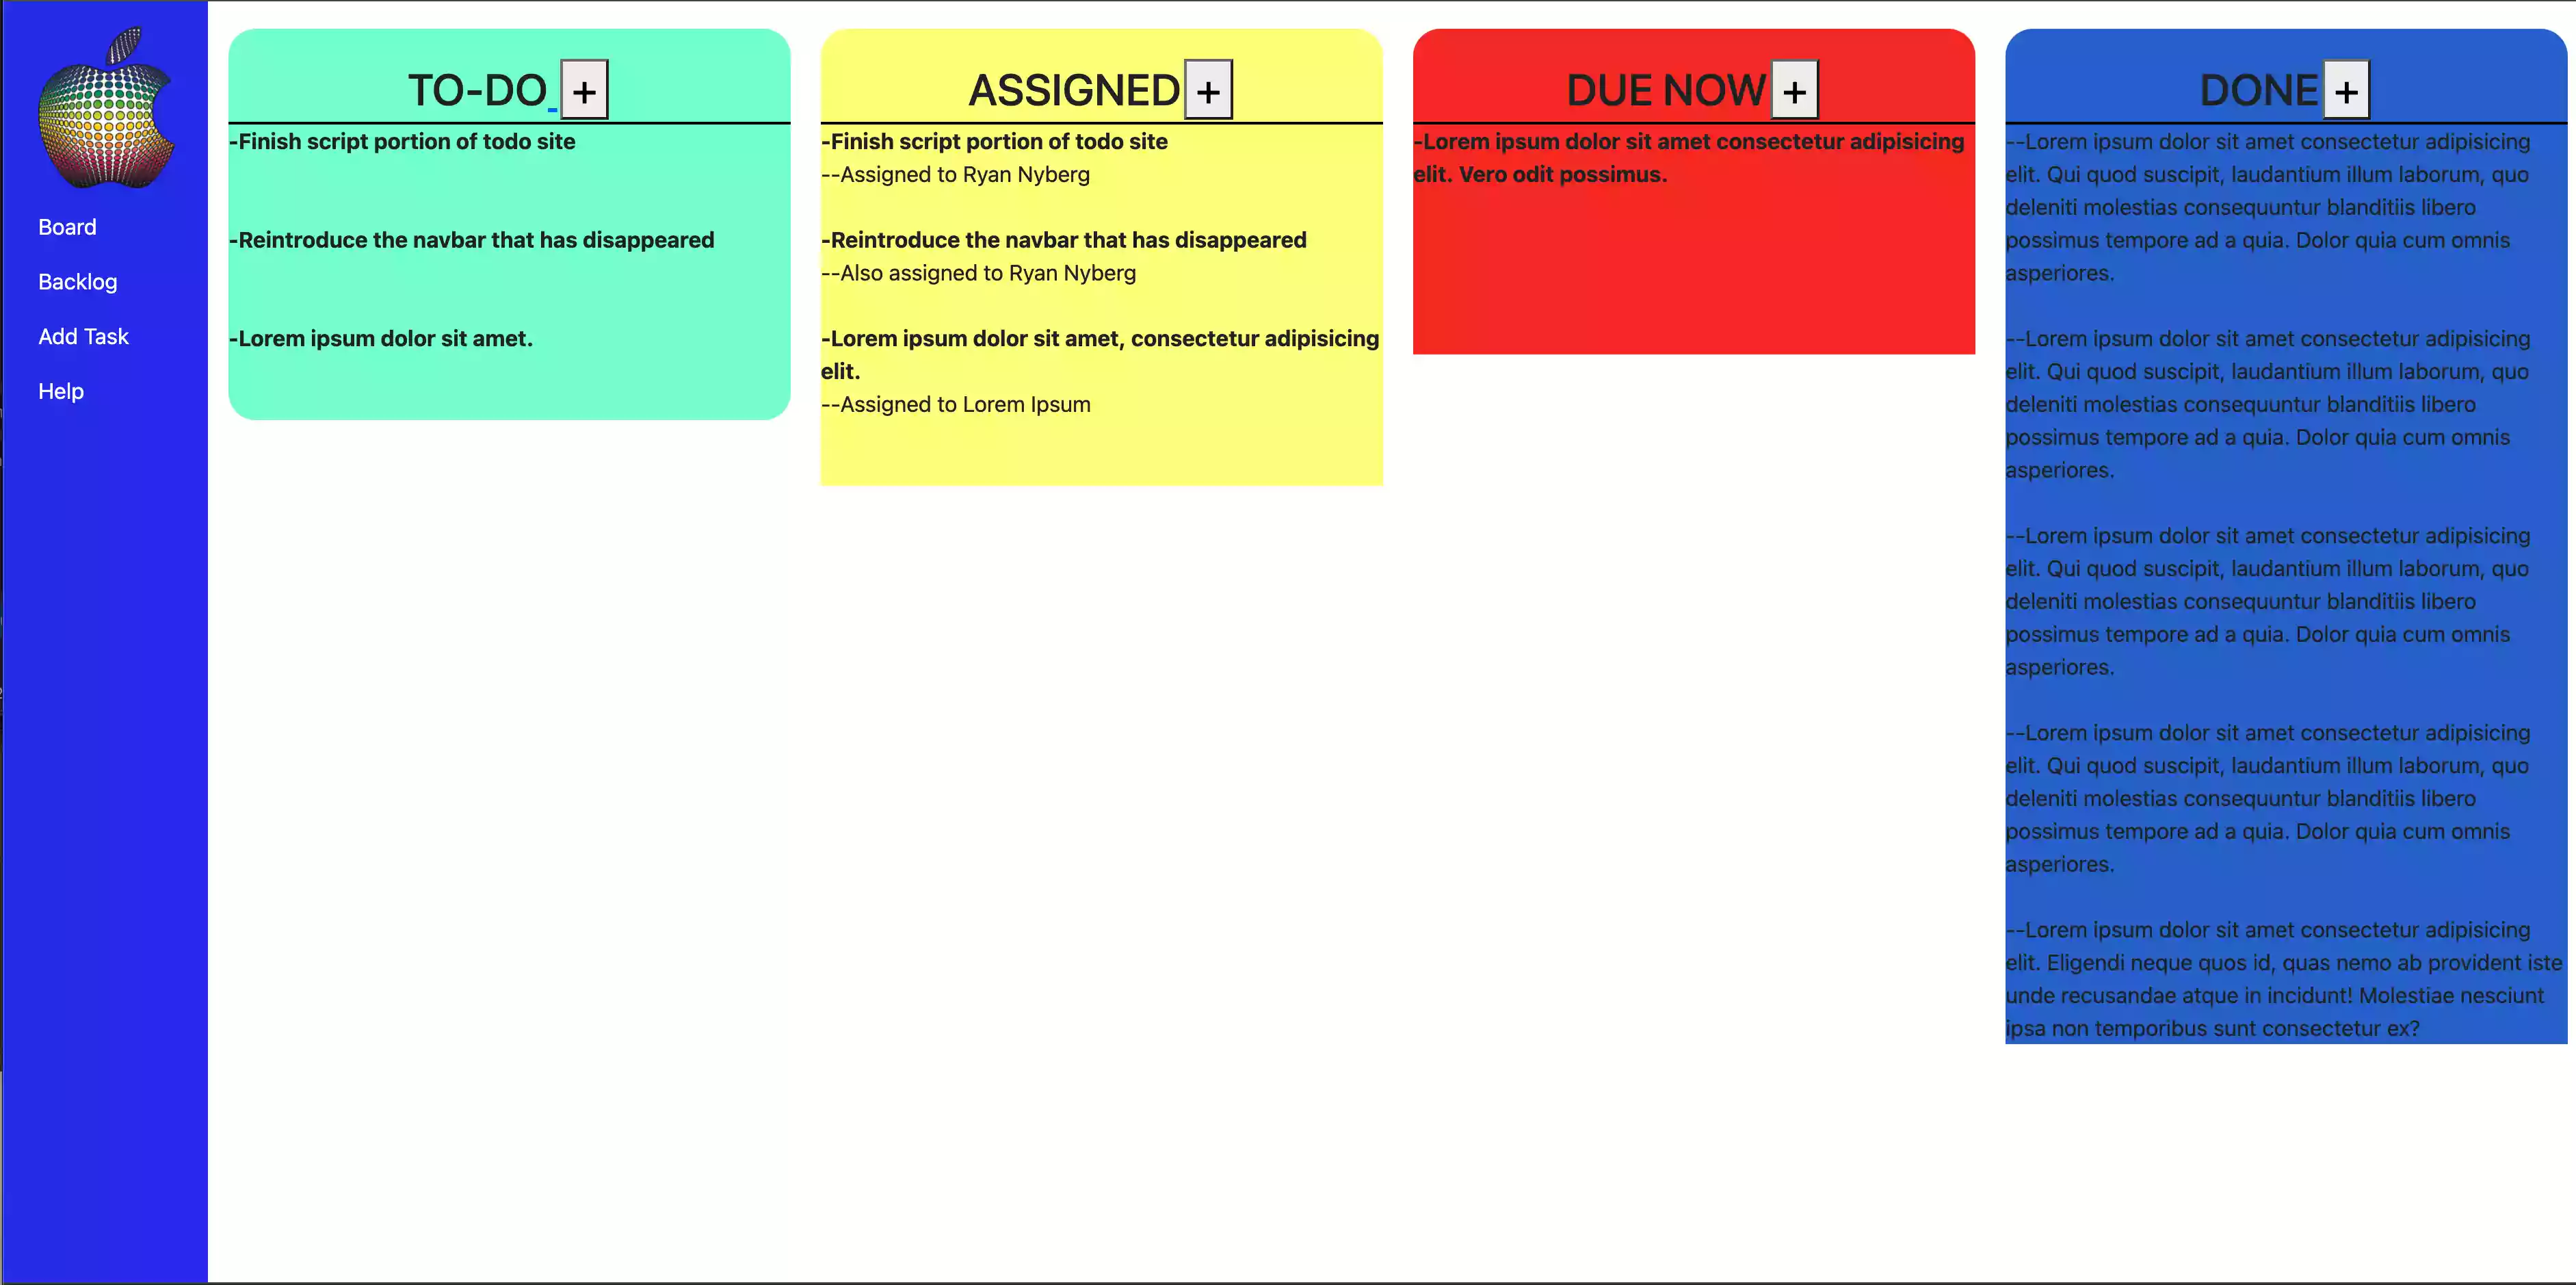 Board
Backlog
Add Task
Help
TO-DO +
-Finish script portion of todo site
-Reintroduce the navbar that has disappeared
-Lorem ipsum dolor sit amet.
ASSIGNED +
-Finish script portion of todo site
--Assigned to Ryan Nyberg
-Reintroduce the navbar that has disappeared
--Also assigned to Ryan Nyberg
-Lorem ipsum dolor sit amet, consectetur adipisicing
elit.
--Assigned to Lorem Ipsum
DUE NOW +
-Lorem ipsum dolor sit amet consectetur adipisicing
elit. Vero odit possimus.
DONE +
--Lorem ipsum dolor sit amet consectetur adipisicing
elit. Qui quod suscipit, laudantium illum laborum, quo
deleniti molestias consequuntur blanditiis libero
possimus tempore ad a quia. Dolor quia cum omnis
asperiores.
--Lorem ipsum dolor sit amet consectetur adipisicing
elit. Qui quod suscipit, laudantium illum laborum, quo
deleniti molestias consequuntur blanditiis libero
possimus tempore ad a quia. Dolor quia cum omnis
asperiores.
--Lorem ipsum dolor sit amet consectetur adipisicing
elit. Qui quod suscipit, laudantium illum laborum, quo
deleniti molestias consequuntur blanditiis libero
possimus tempore ad a quia. Dolor quia cum omnis
asperiores.
--Lorem ipsum dolor sit amet consectetur adipisicing
elit. Qui quod suscipit, laudantium illum laborum, quo
deleniti molestias consequuntur blanditiis libero
possimus tempore ad a quia. Dolor quia cum omnis
asperiores.
--Lorem ipsum dolor sit amet consectetur adipisicing
elit. Eligendi neque quos id, quas nemo ab provident iste
unde recusandae atque in incidunt! Molestiae nesciunt
ipsa non temporibus sunt consectetur ex?